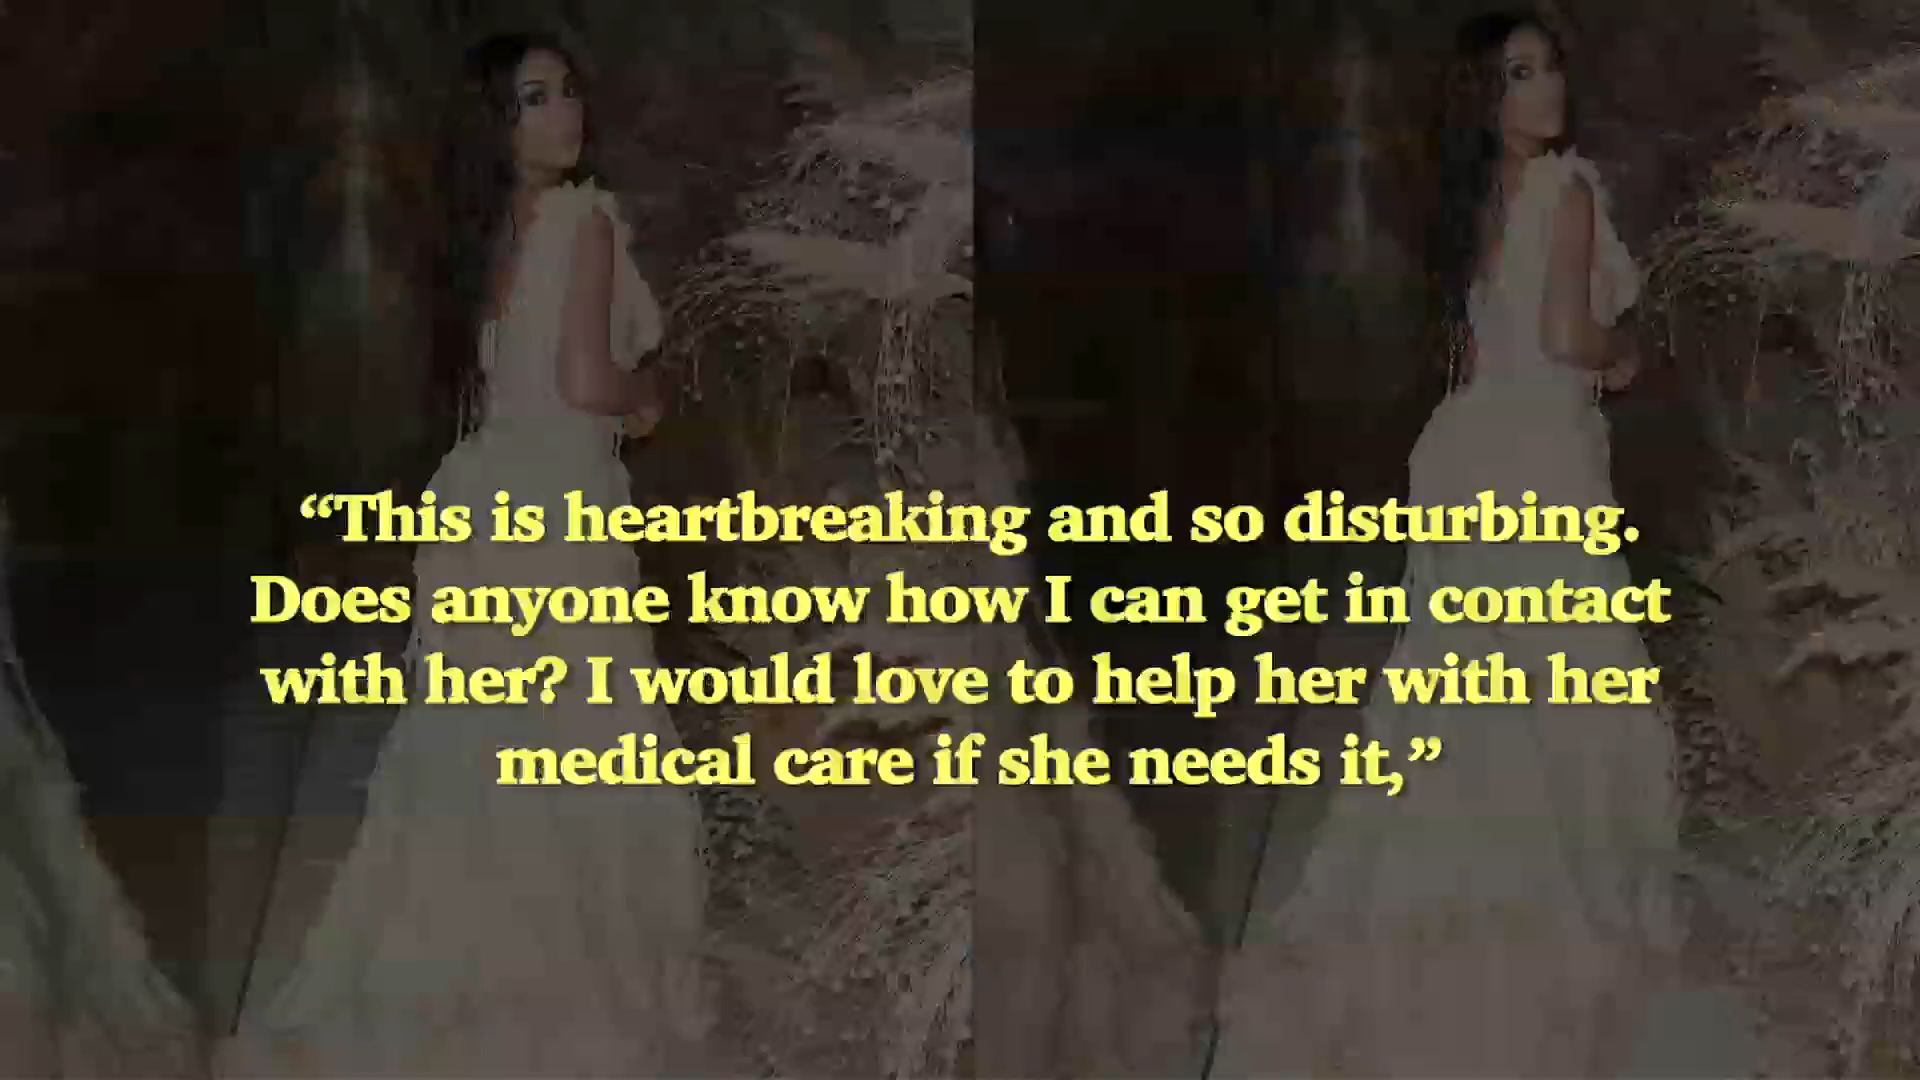 “This is heartbreaking and so disturbing.
Does anyone know how I can get in contact
with her? I would love to help her with her
medical care if she needs it,”